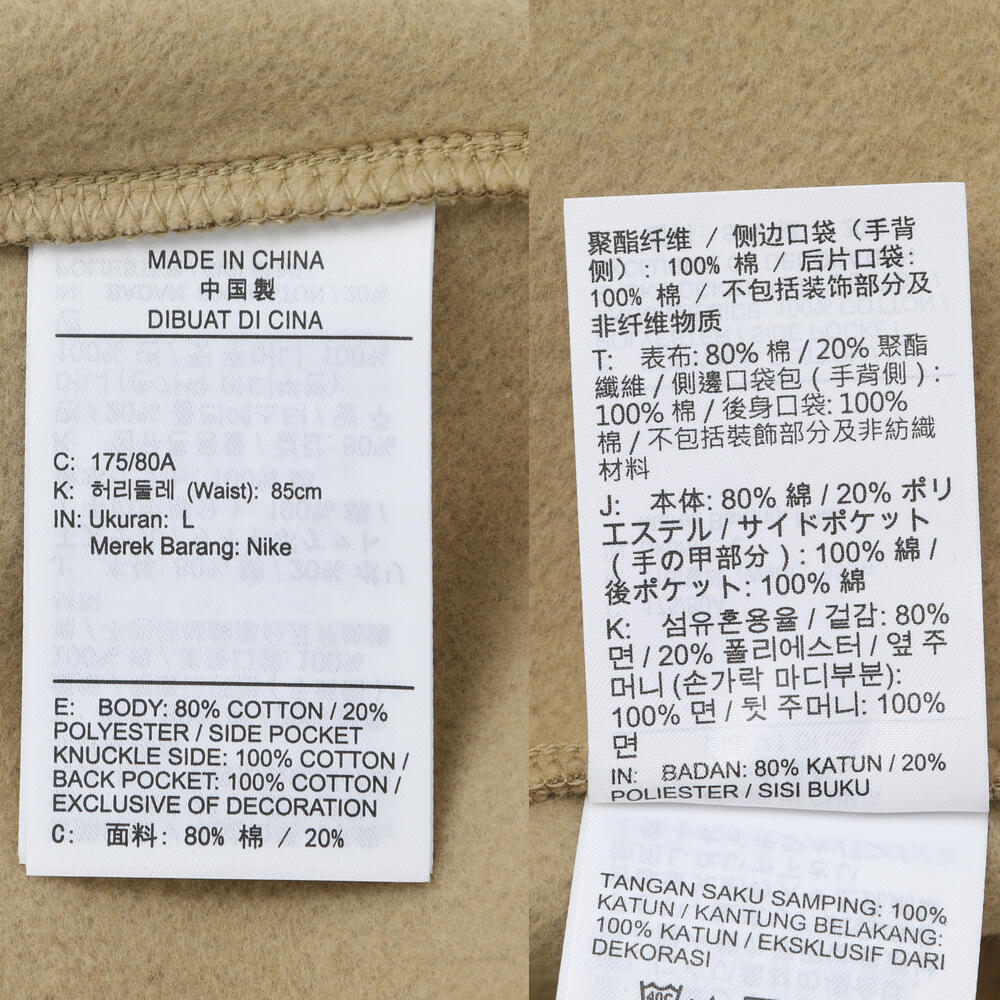 MADE IN CHINA
中国製
DIBUAT DI CINA
C: 175/80A
K: 허리둘레 (Waist): 85cm
IN: Ukuran: L
Merek Barang: Nike
E: BODY: 80% COTTON / 20%
POLYESTER / SIDE POCKET
KNUCKLE SIDE: 100% COTTON /
BACK POCKET: 100% COTTON /
EXCLUSIVE OF DECORATION
C: 面料: 80% 棉 / 20%
聚酯纤维 / 侧边口袋 (手背
侧): 100% 棉 / 后片口袋:
100% 棉 / 不包括装饰部分及
非纤维物质
T: 表布: 80% 棉 / 20% 聚酯
纖維 / 側邊口袋包 ( 手背側 ) :
100% 棉 / 後身口袋: 100%
棉 / 不包括裝飾部分及非紡織
材料
J: 本体: 80% 綿 / 20% ポリ
エステル / サイドポケット
( 手の甲部分 ) : 100% 綿 /
後ポケット: 100% 綿
K: 섬유혼용율 / 겉감: 80%
면 / 20% 폴리에스터 / 옆 주
머니 (손가락 마디부분):
100% 면 / 뒷 주머니: 100%
면
IN: BADAN: 80% KATUN / 20%
POLIESTER / SISI BUKU
TANGAN SAKU SAMPING: 100%
KATUN / KANTUNG BELAKANG:
100% KATUN / EKSKLUSIF DARI
DEKORASI
40C